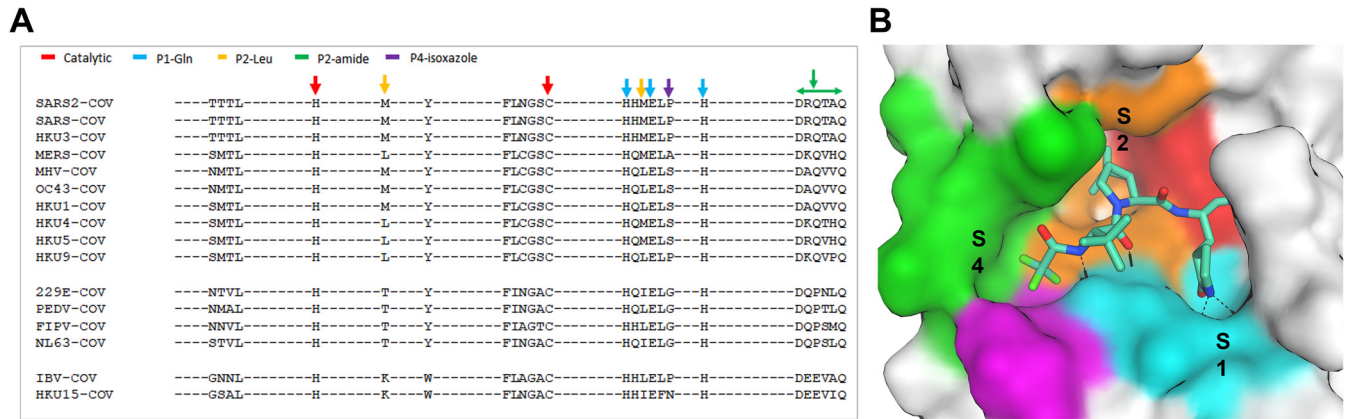 A
Catalytic P1-Gln P2-Leu P2-amide P4-isoxazole
SARS2-COV ----TTTL---------H--------M-----Y---------FLNGSC---------HHMELP---H-----------DRQTAQ
SARS-COV ----TTTL---------H--------M-----Y---------FLNGSC---------HHMELP---H-----------DRQTAQ
HKU3-COV ----TTTL---------H--------M-----Y---------FLNGSC---------HHMELP---H-----------DRQTAQ
MERS-COV ----SMTL---------H--------L-----Y---------FLCGSC---------HQMELA---H-----------DKQVHQ
MHV-COV ----NMTL---------H--------M-----Y---------FLCGSC---------HQLELS---H-----------DAQVVQ
OC43-COV ----NMTL---------H--------M-----Y---------FLCGSC---------HQLELS---H-----------DAQVVQ
HKU1-COV ----SMTL---------H--------M-----Y---------FLCGSC---------HQLELS---H-----------DAQVVQ
HKU4-COV ----SMTL---------H--------L-----Y---------FLCGSC---------HQMELS---H-----------DKQTHQ
HKU5-COV ----SMTL---------H--------L-----Y---------FLCGSC---------HQMELS---H-----------DRQVHQ
HKU9-COV ----SMTL---------H--------L-----Y---------FLCGSC---------HQMELP---H-----------DKQVPQ
229E-COV ----NTVL---------H--------T-----Y---------FINGAC---------HQIELG---H-----------DQPNLQ
PEDV-COV ----NMAL---------H--------T-----Y---------FINGAC---------HQLELG---H-----------DQPTLQ
FIPV-COV ----NNVL---------H--------T-----Y---------FIAGTC---------HHLELG---H-----------DQPSMQ
NL63-COV ----STVL---------H--------T-----Y---------FINGAC---------HQIELG---H-----------DQPSLQ
IBV-COV ----GNNL---------H--------K-----W---------FLAGAC---------HHLELP---H-----------DEEVAQ
HKU15-COV ----GSAL---------H--------K-----W---------FLAGAC---------HHIEFN---H-----------DEEVIQ
B
S
2
S
4
S
1